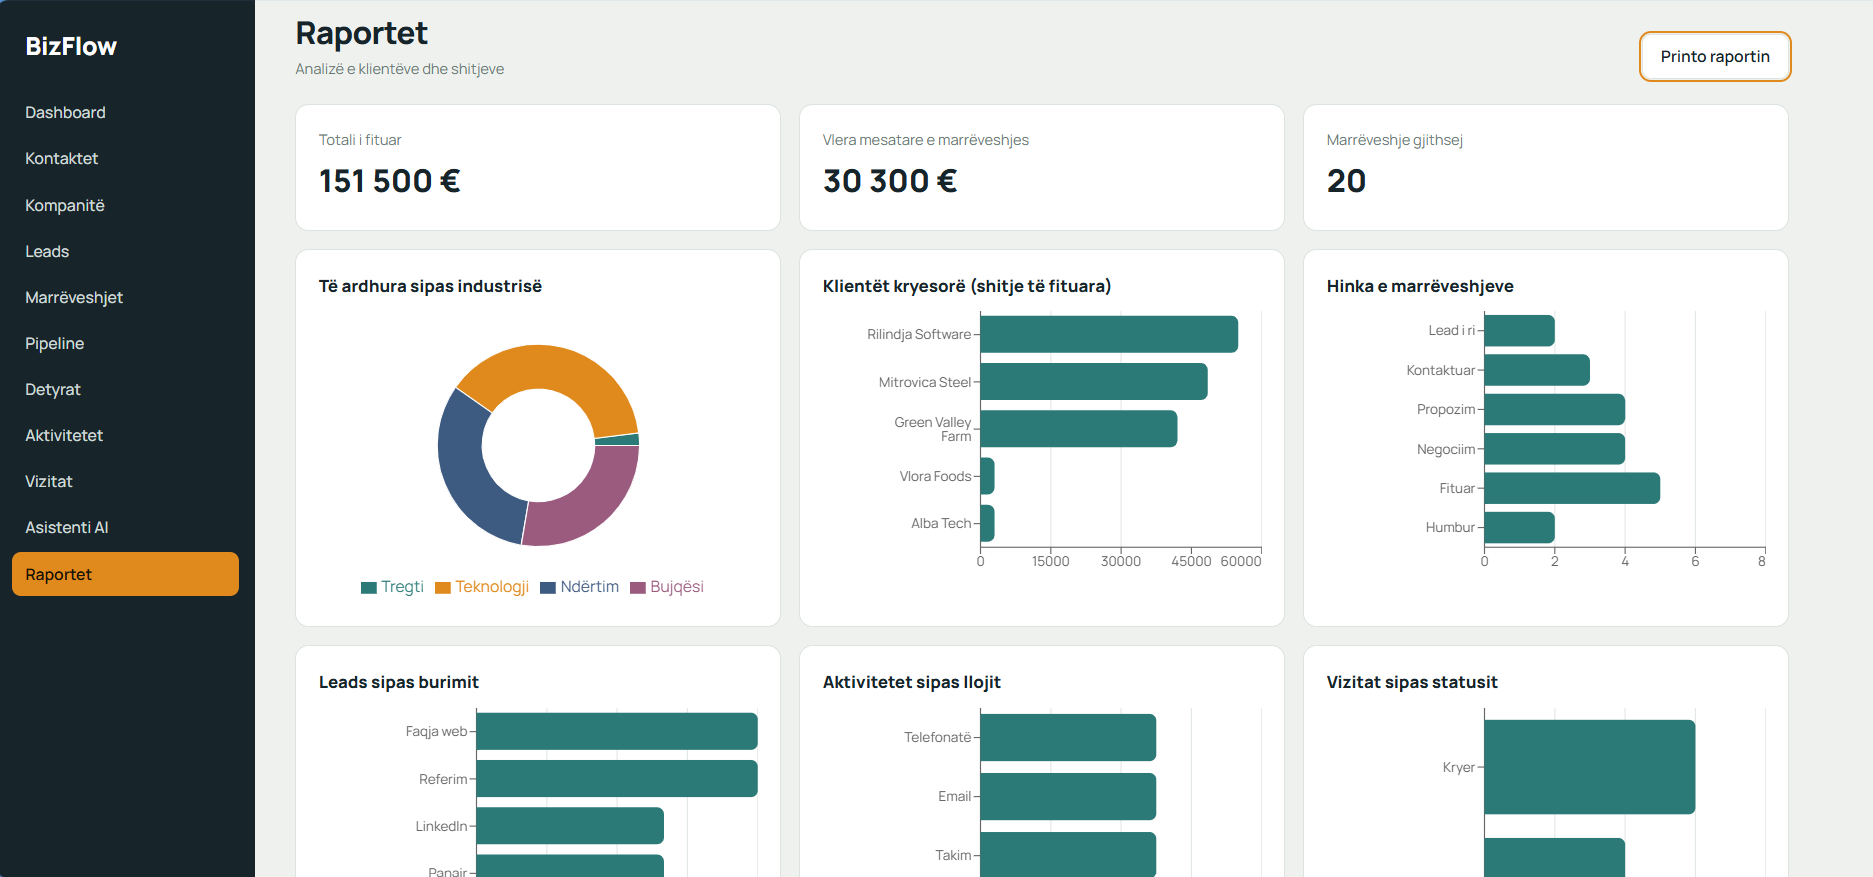 BizFlow
Dashboard
Kontaktet
Kompanitë
Leads
Marrëveshjet
Pipeline
Detyrat
Aktivitetet
Vizitat
Asistenti AI
Raportet
Raportet
Analizë e klientëve dhe shitjeve
Printo raportin
Totali i fituar
151 500 €
Vlera mesatare e marrëveshjes
30 300 €
Marrëveshje gjithsej
20
Të ardhura sipas industrisë
Tregti Teknologji Ndërtim Bujqësi
Klientët kryesorë (shitje të fituara)
Rilindja Software
Mitrovica Steel
Green Valley
Farm
Vlora Foods
Alba Tech
0 15000 30000 45000 60000
Hinka e marrëveshjeve
Lead i ri
Kontaktuar
Propozim
Negociim
Fituar
Humbur
0 2 4 6 8
Leads sipas burimit
Faqja web
Referim
LinkedIn
Panair
Aktivitetet sipas llojit
Telefonatë
Email
Takim
Vizitat sipas statusit
Kryer